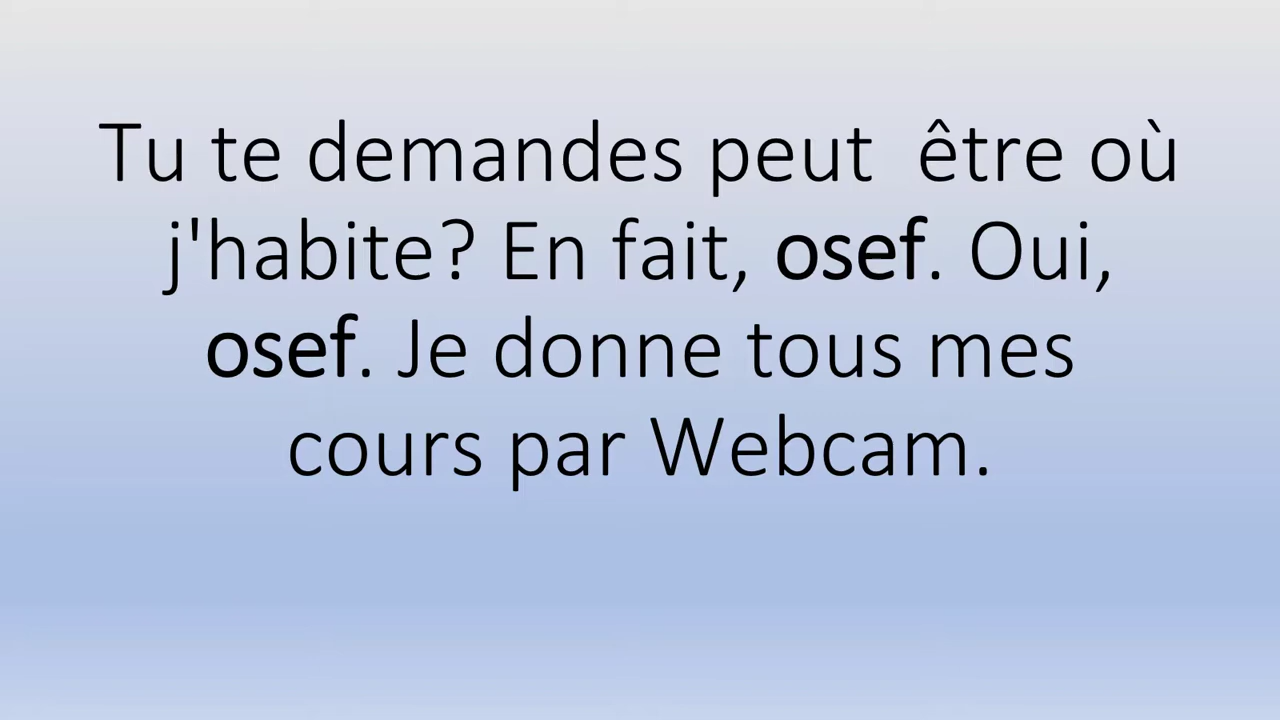 Tu te demandes peut  être où
j'habite? En fait, osef. Oui,
osef. Je donne tous mes
cours par Webcam.